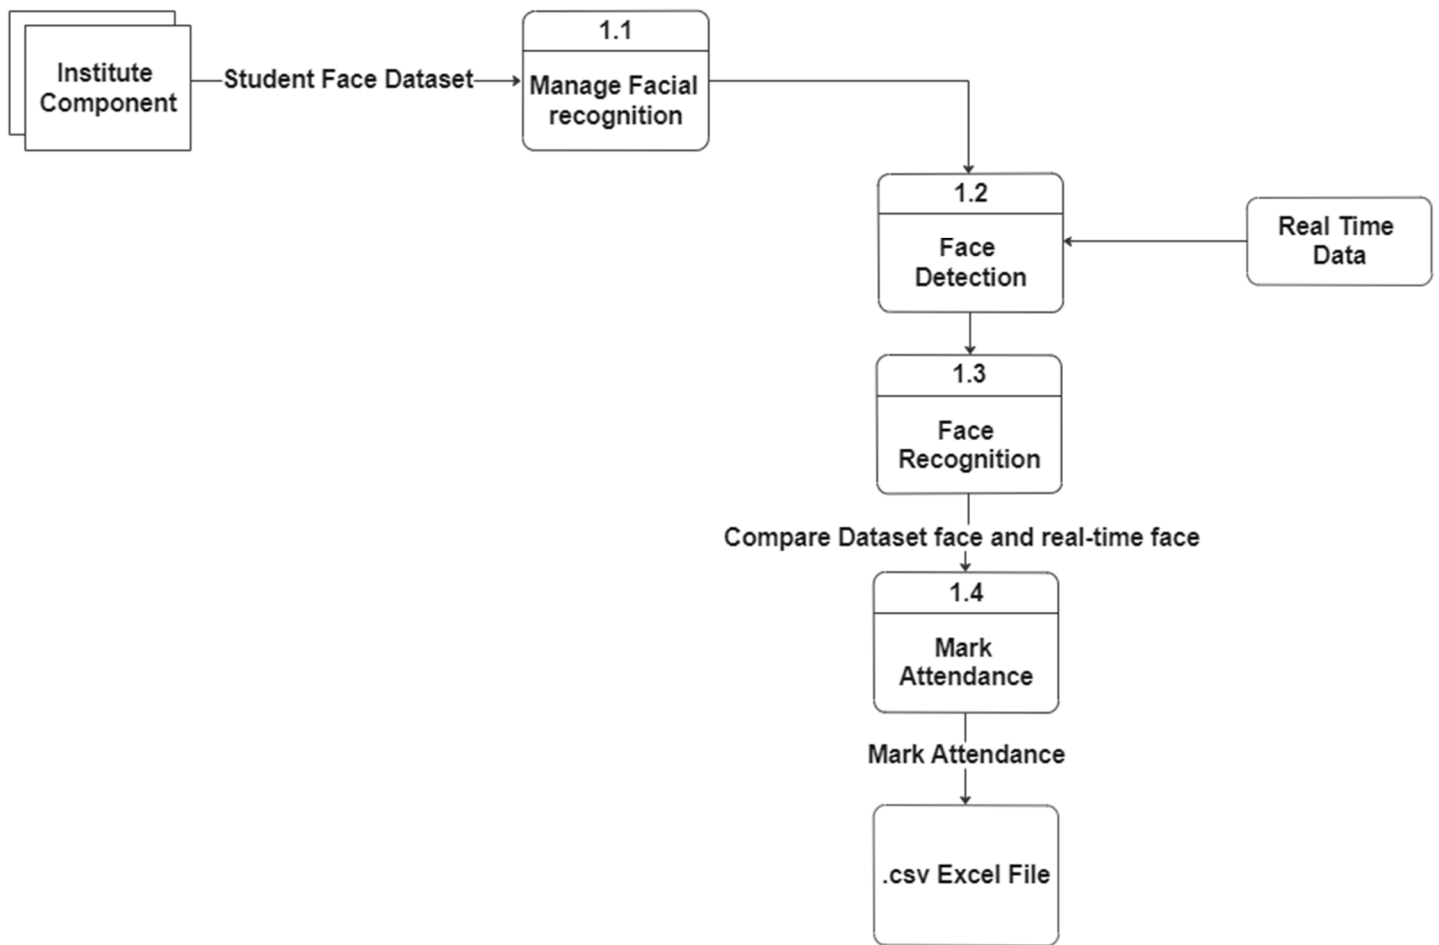 1.1
Institute
Component
Student Face Dataset
Manage Facial
recognition
1.2
Face
Detection
Real Time
Data
1.3
Face
Recognition
Compare Dataset face and real-time face
1.4
Mark
Attendance
Mark Attendance
.csv Excel File